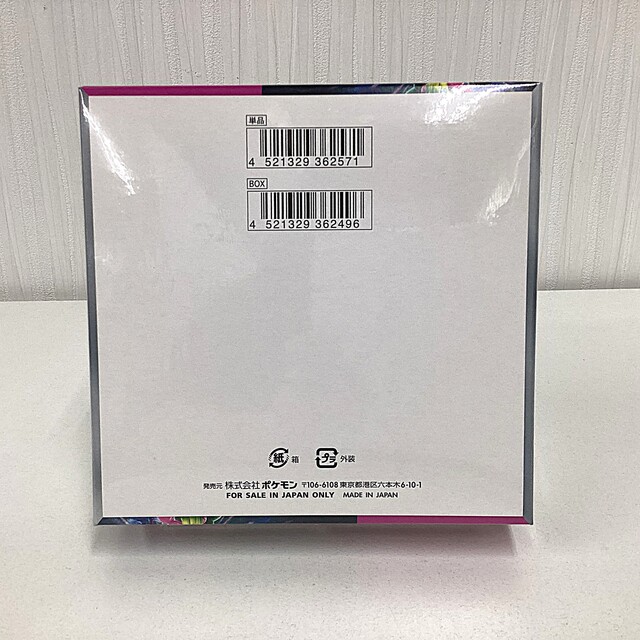 単品
4 521329 362571
BOX
4 521329 362496
紙 箱 プラ 外装
発売元 株式会社ポケモン 〒106-6108 東京都港区六本木6-10-1
FOR SALE IN JAPAN ONLY MADE IN JAPAN